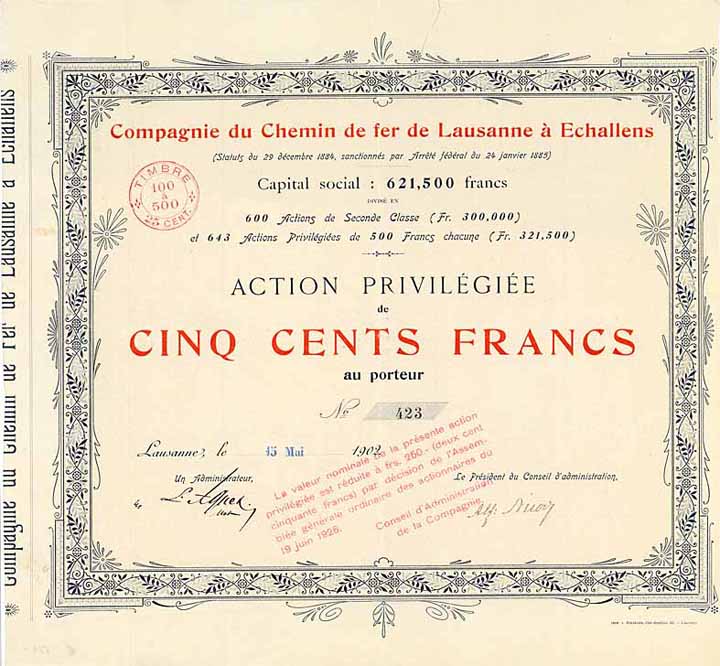 Compagnie du Chemin de fer de Lausanne à Echallens
Compagnie du Chemin de fer de Lausanne à Echallens
(Statuts du 29 décembre 1884, sanctionnés par Arrêté fédéral du 24 janvier 1885)
TIMBRE
100
à
500
25 CENT.
Capital social : 621,500 francs
DIVISÉ EN
600 Actions de Seconde Classe (Fr. 300,000)
et 643 Actions Privilégiées de 500 Francs chacune (Fr. 321,500)
ACTION PRIVILÉGIÉE
de
CINQ CENTS FRANCS
au porteur
No 423
Lausanne, le 15 Mai 1902
Un Administrateur,
Le Président du Conseil d'administration,
La valeur nominale de la présente action
privilégiée est réduite à frs. 250.- (deux cent
cinquante francs) par décision de l'Assem-
blée générale ordinaire des actionnaires du
19 juin 1926.
Conseil d'Administration
de la Compagnie.